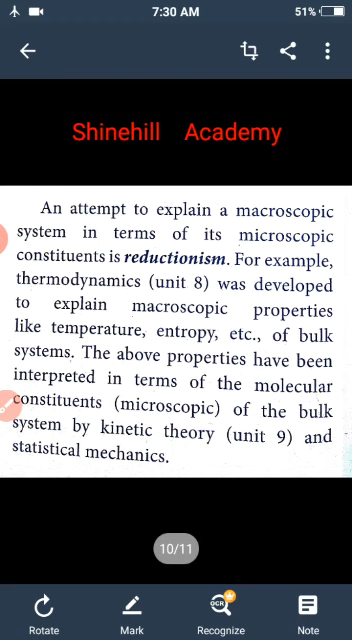 7:30 AM
51%
Shinehill Academy
An attempt to explain a macroscopic
system in terms of its microscopic
constituents is reductionism. For example,
thermodynamics (unit 8) was developed
to explain macroscopic properties
like temperature, entropy, etc., of bulk
systems. The above properties have been
interpreted in terms of the molecular
constituents (microscopic) of the bulk
system by kinetic theory (unit 9) and
statistical mechanics.
10/11
OCR
Rotate Mark Recognize Note